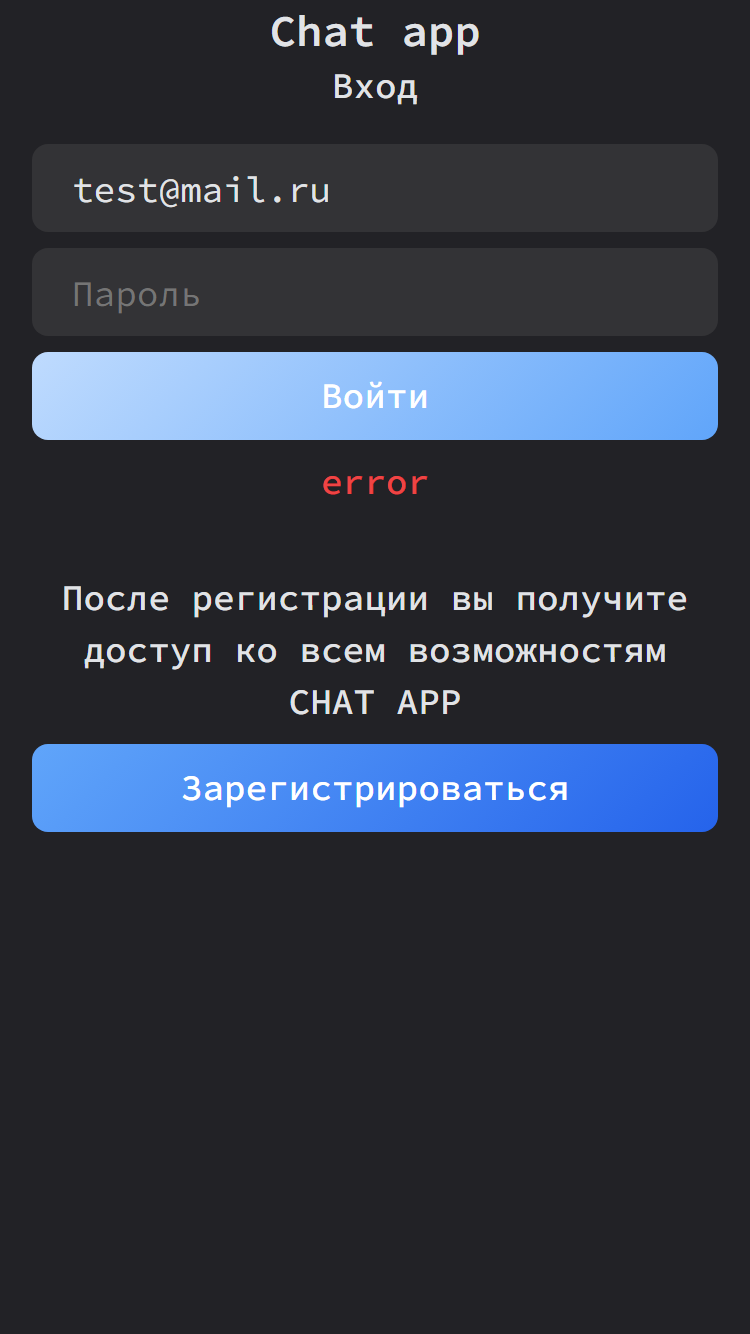 Chat app
Вход
test@mail.ru
Пароль
Войти
error
После регистрации вы получите
доступ ко всем возможностям
CHAT APP
Зарегистрироваться